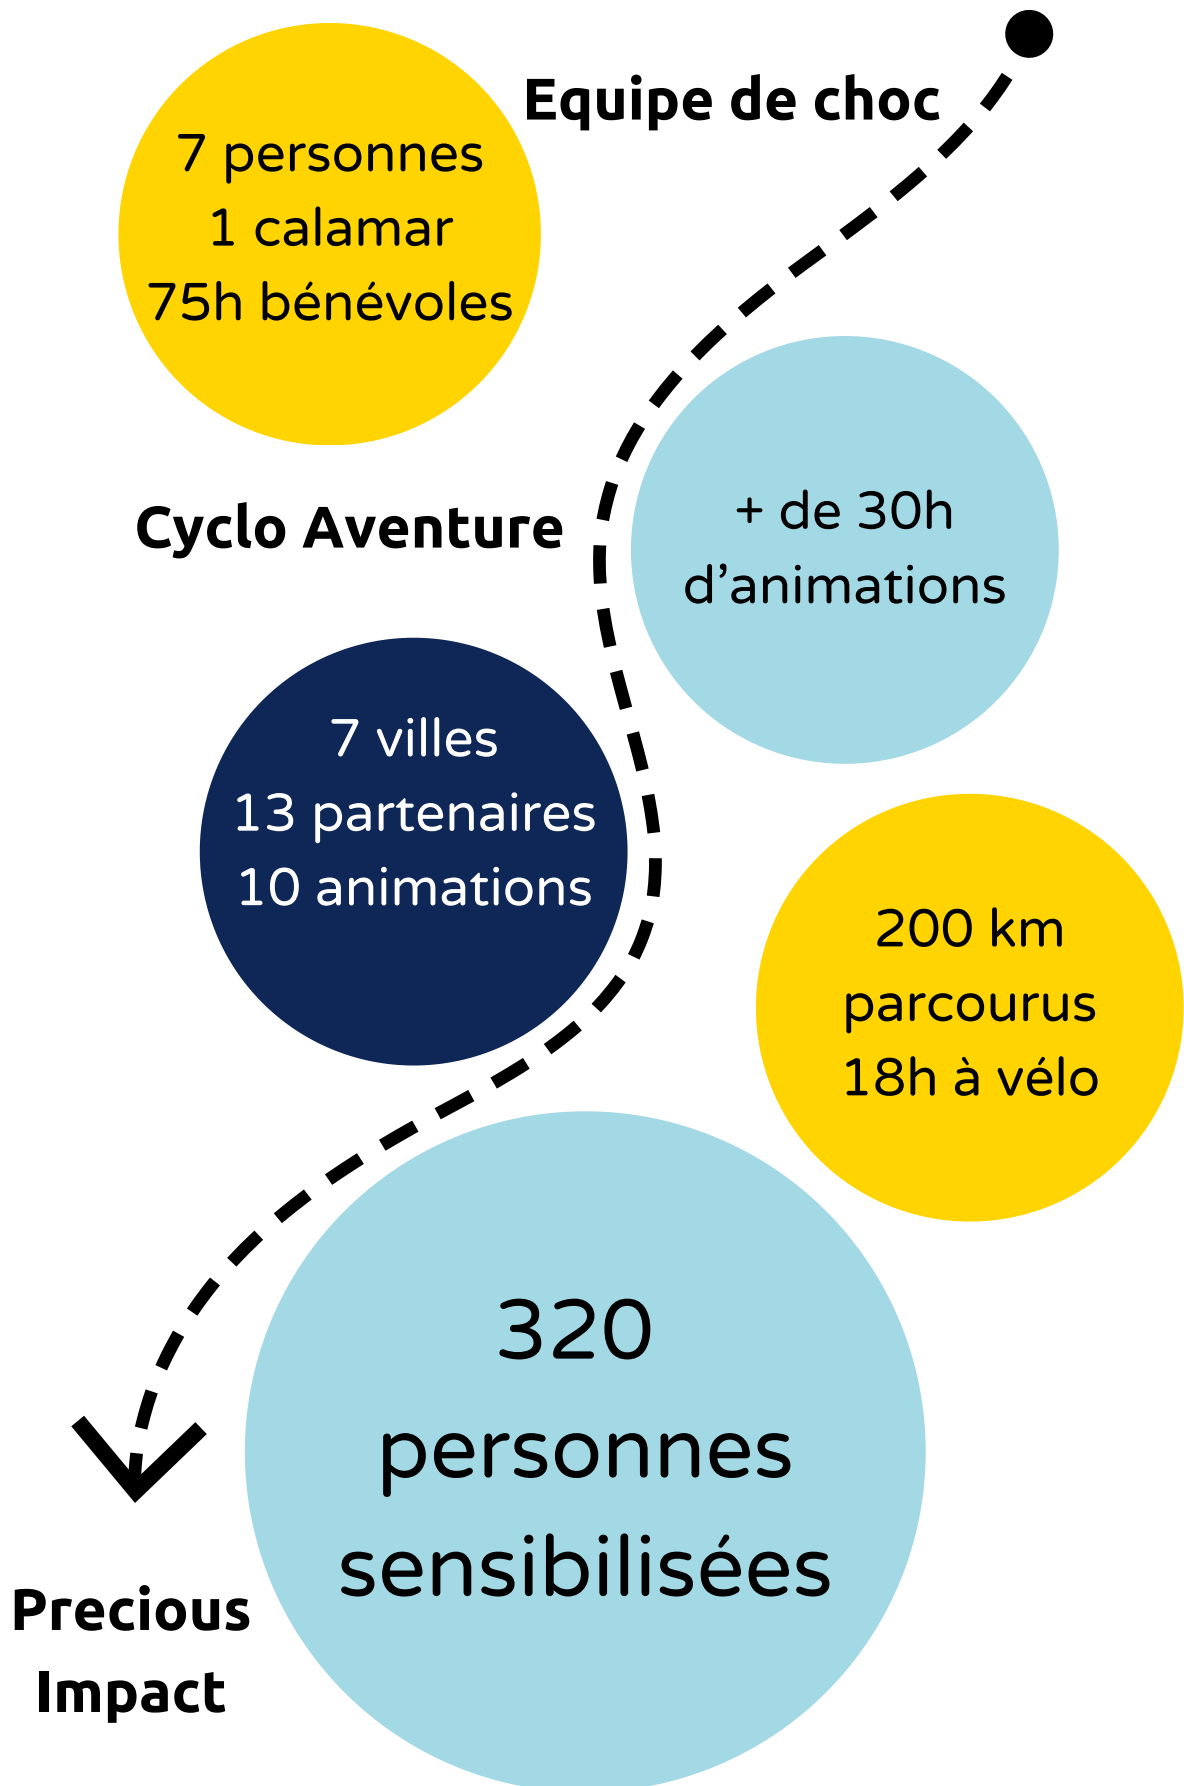 Equipe de choc
7 personnes
1 calamar
75h bénévoles
Cyclo Aventure
+ de 30h
d’animations
7 villes
13 partenaires
10 animations
200 km
parcourus
18h à vélo
320
personnes
sensibilisées
Precious
Impact